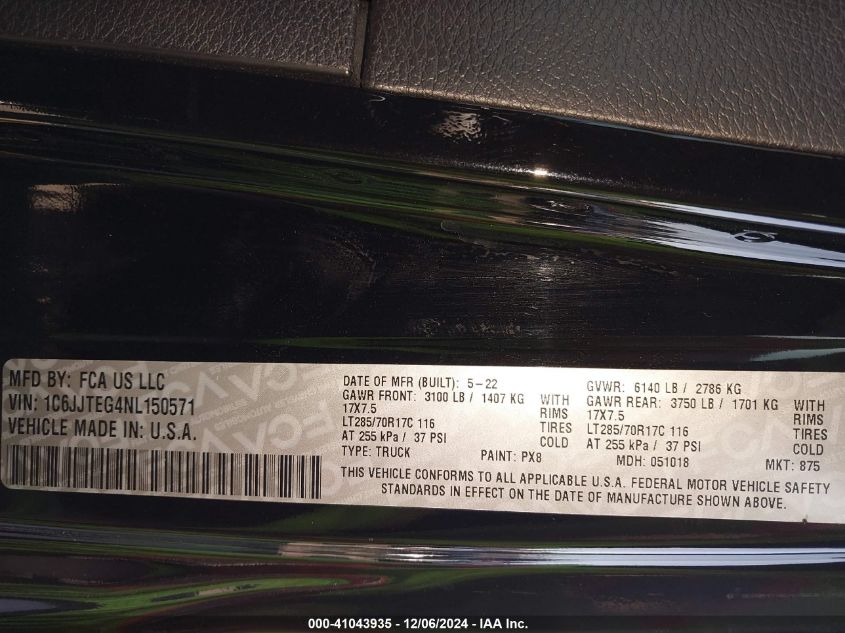 MFD BY: FCA US LLC
VIN: 1C6JJTEG4NL150571
VEHICLE MADE IN: U.S.A.
DATE OF MFR (BUILT): 5-22
GAWR FRONT: 3100 LB / 1407 KG WITH
17X7.5 RIMS
LT285/70R17C 116 TIRES
AT 255 kPa / 37 PSI COLD
TYPE: TRUCK PAINT: PX8
GVWR: 6140 LB / 2786 KG
GAWR REAR: 3750 LB / 1701 KG WITH
17X7.5 RIMS
LT285/70R17C 116 TIRES
AT 255 kPa / 37 PSI COLD
MDH: 051018 MKT: 875
THIS VEHICLE CONFORMS TO ALL APPLICABLE U.S.A. FEDERAL MOTOR VEHICLE SAFETY
STANDARDS IN EFFECT ON THE DATE OF MANUFACTURE SHOWN ABOVE.
000-41043935 - 12/06/2024 - IAA Inc.